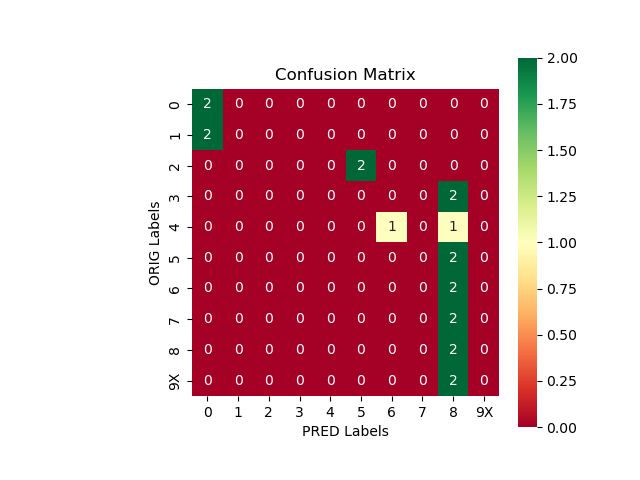 Confusion Matrix
ORIG Labels
0 2 0 0 0 0 0 0 0 0 0
1 2 0 0 0 0 0 0 0 0 0
2 0 0 0 0 0 2 0 0 0 0
3 0 0 0 0 0 0 0 0 2 0
4 0 0 0 0 0 0 1 0 1 0
5 0 0 0 0 0 0 0 0 2 0
6 0 0 0 0 0 0 0 0 2 0
7 0 0 0 0 0 0 0 0 2 0
8 0 0 0 0 0 0 0 0 2 0
9X 0 0 0 0 0 0 0 0 2 0
0 1 2 3 4 5 6 7 8 9X
PRED Labels
2.00
1.75
1.50
1.25
1.00
0.75
0.50
0.25
0.00